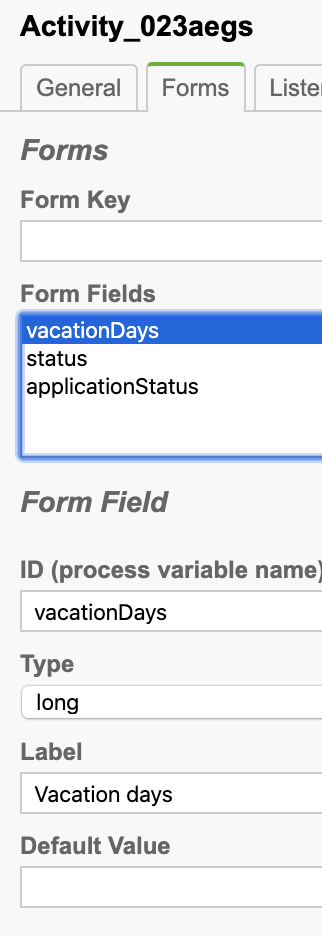 Activity_023aegs
General Forms Liste
Forms
Form Key
Form Fields
vacationDays
status
applicationStatus
Form Field
ID (process variable name)
vacationDays
Type
long
Label
Vacation days
Default Value